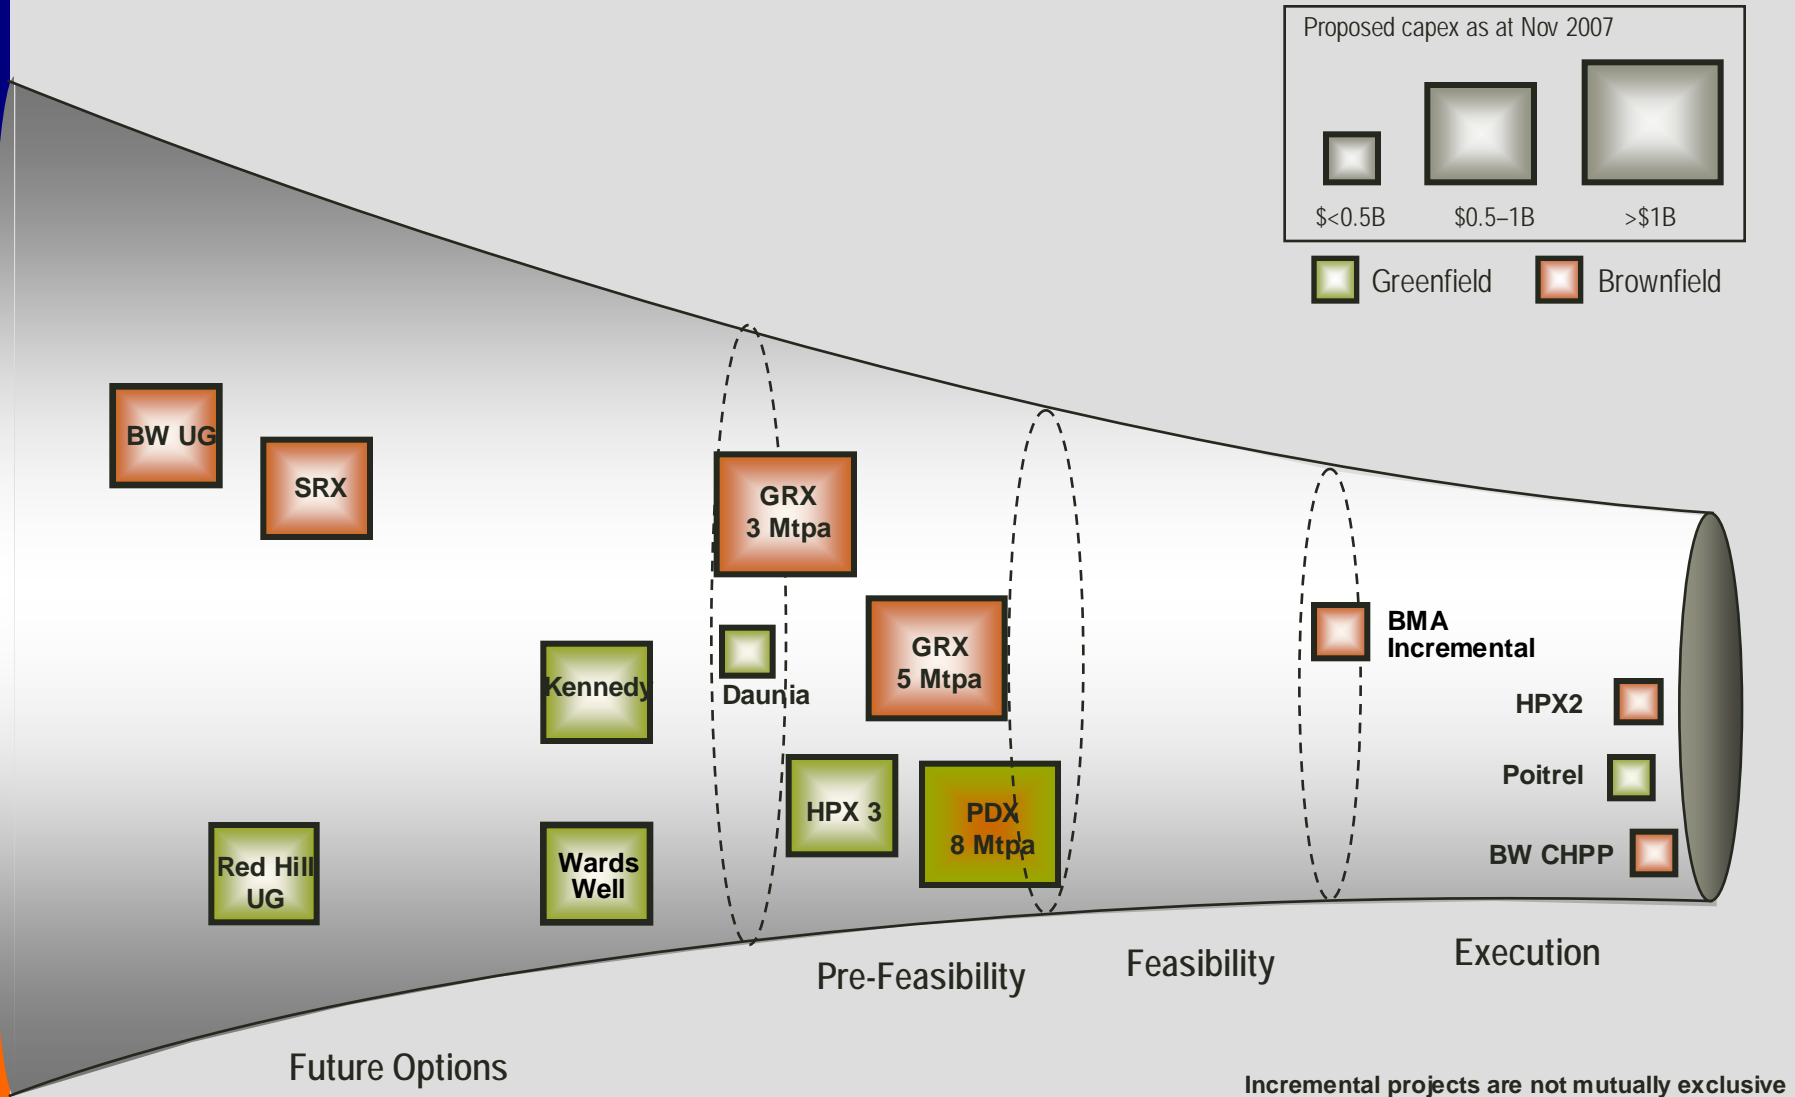 Proposed capex as at Nov 2007
$<0.5B
$0.5–1B
>$1B
Greenfield
Brownfield
BW UG
SRX
GRX
3 Mtpa
GRX
5 Mtpa
Kennedy
Daunia
HPX 3
PDX
8 Mtpa
Red Hill
UG
Wards
Well
BMA
Incremental
HPX2
Poitrel
BW CHPP
Future Options
Pre-Feasibility
Feasibility
Execution
Incremental projects are not mutually exclusive